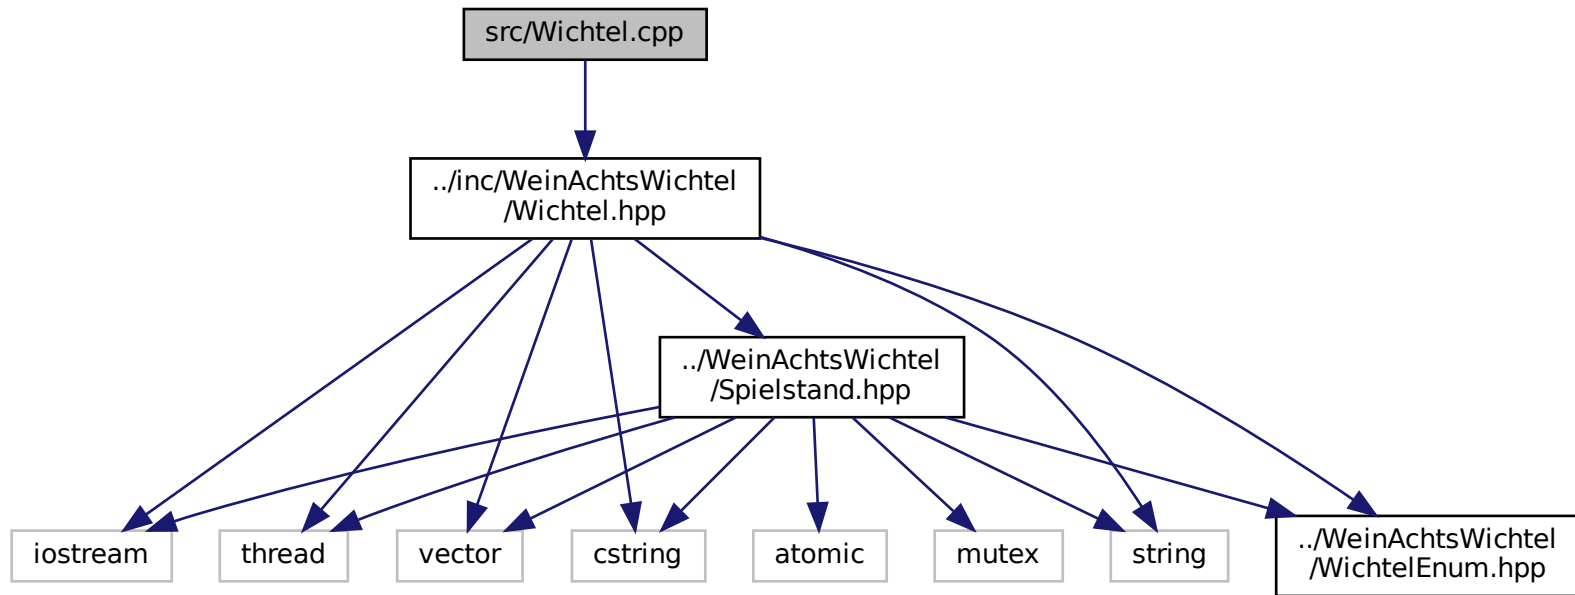 src/Wichtel.cpp
../inc/WeinAchtsWichtel
/Wichtel.hpp
../WeinAchtsWichtel
/Spielstand.hpp
iostream
thread
vector
cstring
atomic
mutex
string
../WeinAchtsWichtel
/WichtelEnum.hpp